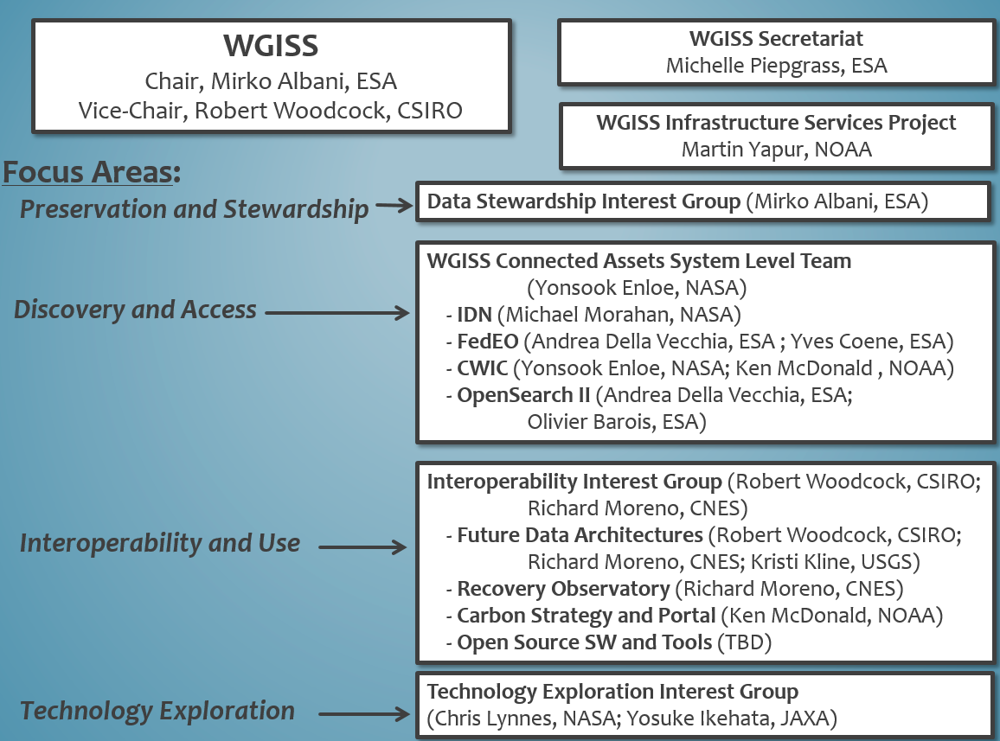 WGISS
Chair, Mirko Albani, ESA
Vice-Chair, Robert Woodcock, CSIRO
WGISS Secretariat
Michelle Piepgrass, ESA
WGISS Infrastructure Services Project
Martin Yapur, NOAA
Focus Areas:
Preservation and Stewardship
Data Stewardship Interest Group (Mirko Albani, ESA)
Discovery and Access
WGISS Connected Assets System Level Team
(Yonsook Enloe, NASA)
- IDN (Michael Morahan, NASA)
- FedEO (Andrea Della Vecchia, ESA ; Yves Coene, ESA)
- CWIC (Yonsook Enloe, NASA; Ken McDonald , NOAA)
- OpenSearch II (Andrea Della Vecchia, ESA;
Olivier Barois, ESA)
Interoperability and Use
Interoperability Interest Group (Robert Woodcock, CSIRO;
Richard Moreno, CNES)
- Future Data Architectures (Robert Woodcock, CSIRO;
Richard Moreno, CNES; Kristi Kline, USGS)
- Recovery Observatory (Richard Moreno, CNES)
- Carbon Strategy and Portal (Ken McDonald, NOAA)
- Open Source SW and Tools (TBD)
Technology Exploration
Technology Exploration Interest Group
(Chris Lynnes, NASA; Yosuke Ikehata, JAXA)